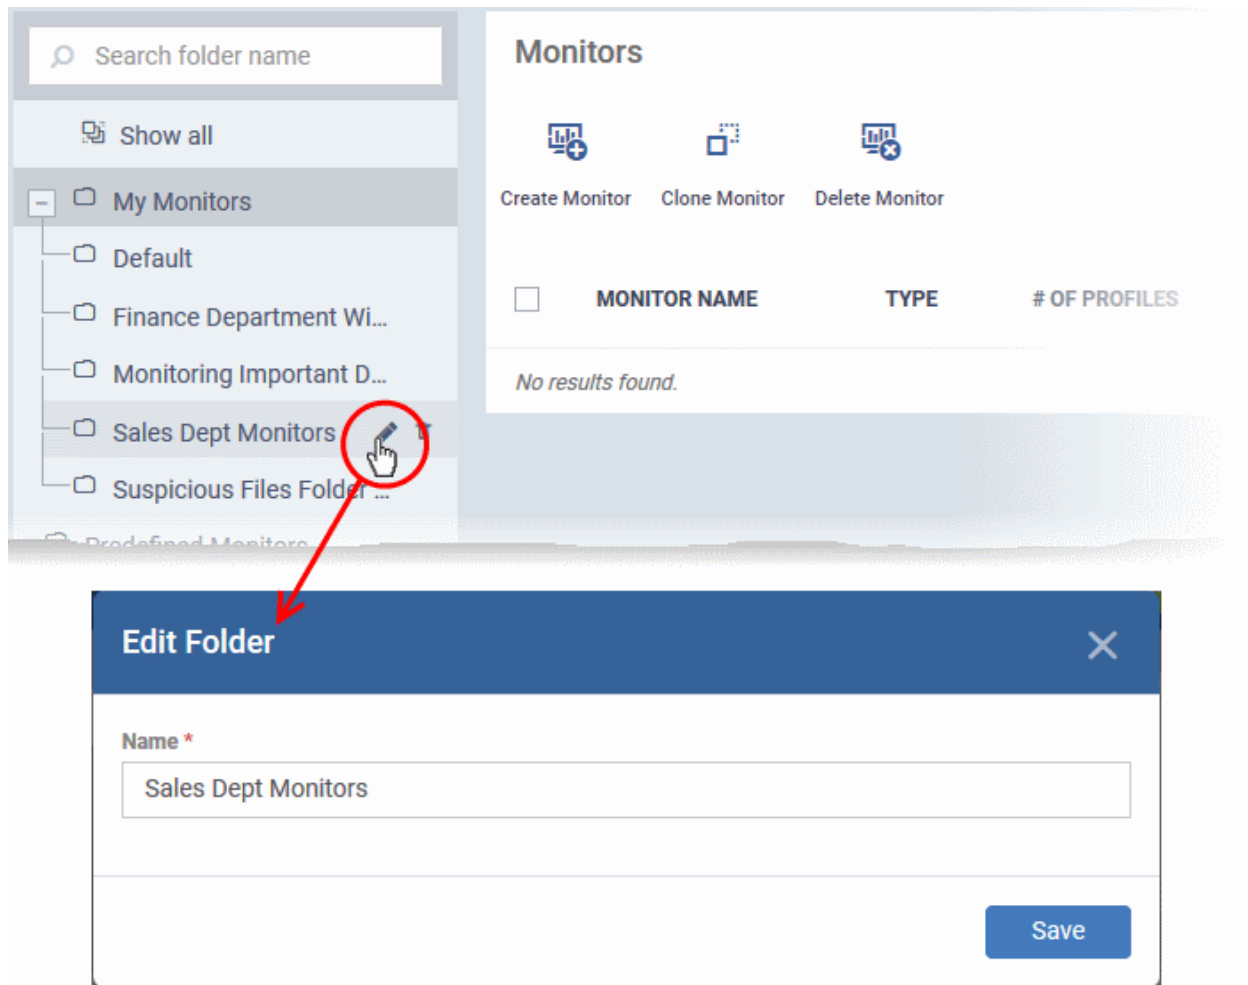 Search folder name
Show all
My Monitors
Default
Finance Department Wi...
Monitoring Important D...
Sales Dept Monitors
Suspicious Files Folder ...
Predefined Monitors
Monitors
Create Monitor Clone Monitor Delete Monitor
MONITOR NAME TYPE # OF PROFILES
No results found.
Edit Folder
Name *
Sales Dept Monitors
Save